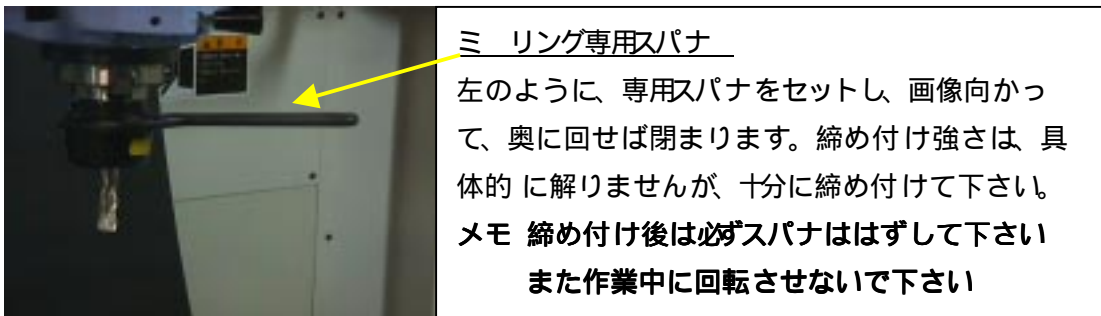 ミ リング専用スパナ
左のように、専用スパナをセットし、画像向かっ
て、奥に回せば閉まります。締め付け強さは、具
体的 に解りませんが、十分に締め付けて下さい。
メモ 締め付け後は必ずスパナははずして下さい
また作業中に回転させないで下さい